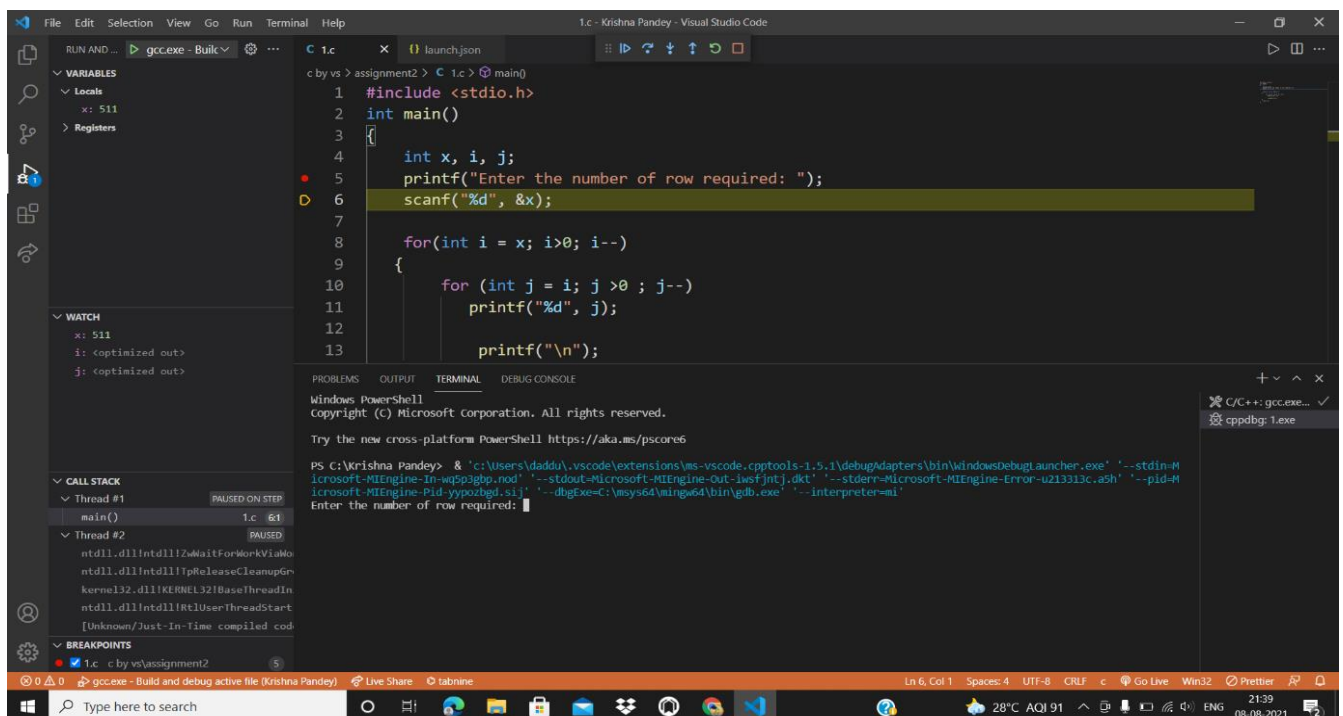 File Edit Selection View Go Run Terminal Help
1.c - Krishna Pandey - Visual Studio Code
RUN AND ... gcc.exe - Builc
C 1.c {} launch.json
VARIABLES
Locals
x: 511
Registers
c by vs > assignment2 > C 1.c > main()
1 #include <stdio.h>
2 int main()
3 {
4 int x, i, j;
5 printf("Enter the number of row required: ");
6 scanf("%d", &x);
7
8 for(int i = x; i>0; i--)
9 {
10 for (int j = i; j >0 ; j--)
11 printf("%d", j);
12
13 printf("\n");
WATCH
x: 511
i: <optimized out>
j: <optimized out>
PROBLEMS OUTPUT TERMINAL DEBUG CONSOLE
Windows PowerShell
Copyright (C) Microsoft Corporation. All rights reserved.
Try the new cross-platform PowerShell https://aka.ms/pscore6
PS C:\Krishna Pandey> & 'c:\Users\daddu\.vscode\extensions\ms-vscode.cpptools-1.5.1\debugAdapters\bin\WindowsDebugLauncher.exe' '--stdin=M
icrosoft-MIEngine-In-wq5p3gbp.nod' '--stdout=Microsoft-MIEngine-Out-iwsfjntj.dkt' '--stderr=Microsoft-MIEngine-Error-u213313c.a5h' '--pid=M
icrosoft-MIEngine-Pid-yypozbgd.sij' '--dbgExe=C:\msys64\mingw64\bin\gdb.exe' '--interpreter=mi'
Enter the number of row required:
C/C++: gcc.exe...
cppdbg: 1.exe
CALL STACK
Thread #1 PAUSED ON STEP
main() 1.c 6:1
Thread #2 PAUSED
ntdll.dll!ntdll!ZwWaitForWorkViaWo
ntdll.dll!ntdll!TpReleaseCleanupGr
kernel32.dll!KERNEL32!BaseThreadIn
ntdll.dll!ntdll!RtlUserThreadStart
[Unknown/Just-In-Time compiled cod
BREAKPOINTS
1.c c by vs\assignment2 5
0 0 gcc.exe - Build and debug active file (Krishna Pandey) Live Share tabnine
Ln 6, Col 1 Spaces: 4 UTF-8 CRLF c Go Live Win32 Prettier
Type here to search
28°C AQI 91 ENG 21:39
08-08-2021